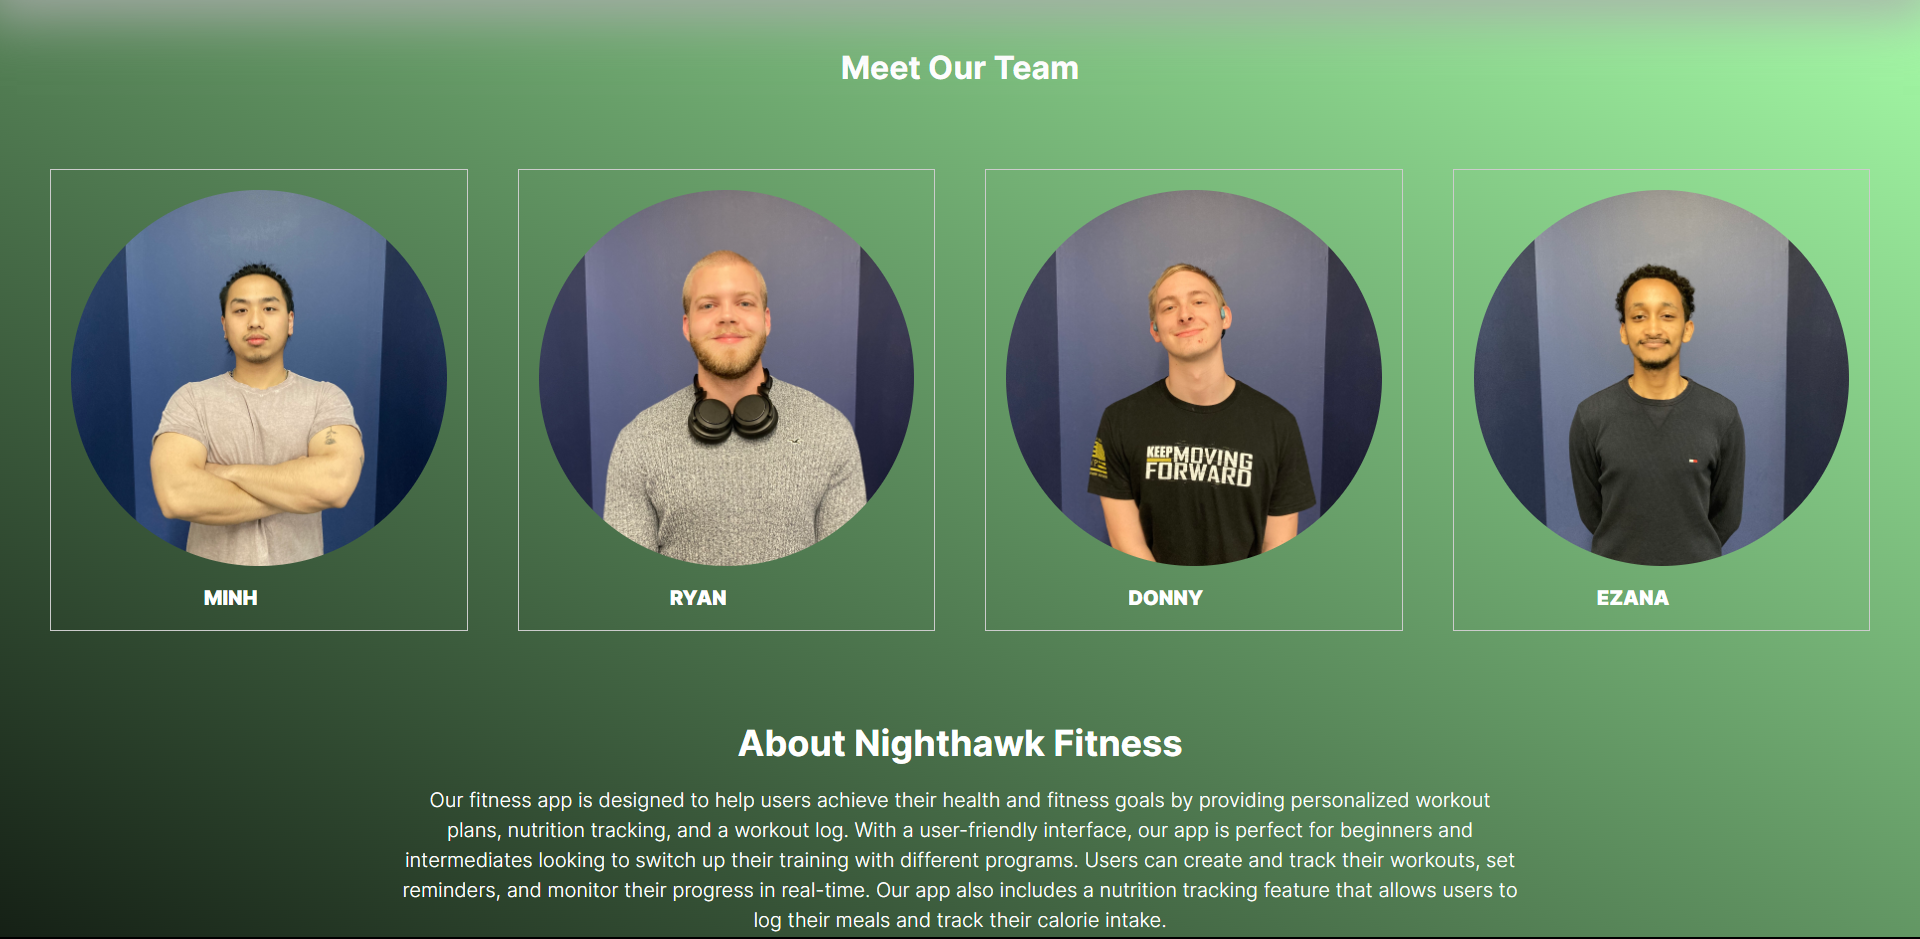 Meet Our Team
KEEP MOVING
FORWARD
MINH
RYAN
DONNY
EZANA
About Nighthawk Fitness
Our fitness app is designed to help users achieve their health and fitness goals by providing personalized workout
plans, nutrition tracking, and a workout log. With a user-friendly interface, our app is perfect for beginners and
intermediates looking to switch up their training with different programs. Users can create and track their workouts, set
reminders, and monitor their progress in real-time. Our app also includes a nutrition tracking feature that allows users to
log their meals and track their calorie intake.